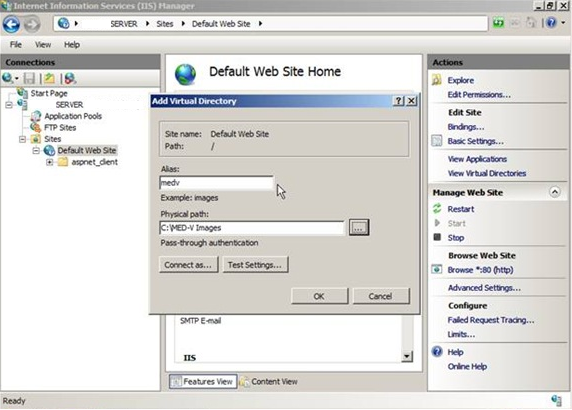 Internet Information Services (IIS) Manager
SERVER ▸ Sites ▸ Default Web Site ▸
File View Help
Connections
Start Page
SERVER
Application Pools
FTP Sites
Sites
Default Web Site
aspnet_client
Default Web Site Home
Add Virtual Directory
Site name: Default Web Site
Path: /
Alias:
medv
Example: images
Physical path:
C:\MED-V Images
...
Pass-through authentication
Connect as...
Test Settings...
OK
Cancel
SMTP E-mail
IIS
Features View
Content View
Actions
Explore
Edit Permissions...
Edit Site
Bindings...
Basic Settings...
View Applications
View Virtual Directories
Manage Web Site
Restart
Start
Stop
Browse Web Site
Browse *:80 (http)
Advanced Settings...
Configure
Failed Request Tracing...
Limits...
Help
Online Help
Ready